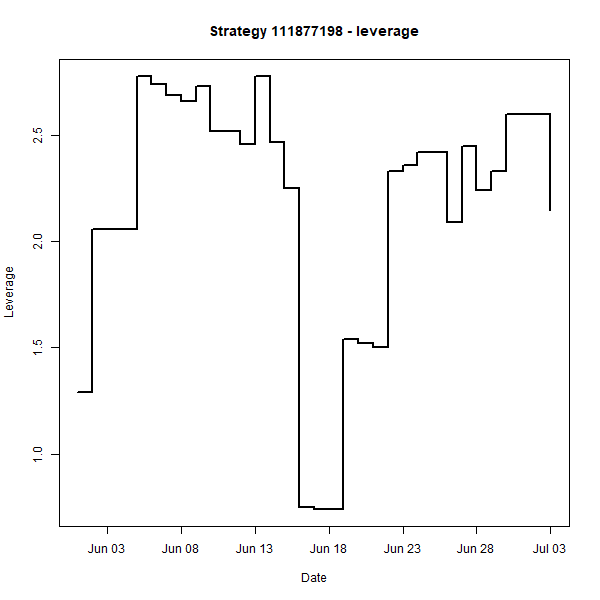 Strategy 111877198 - leverage
Leverage
2.5
2.0
1.5
1.0
Jun 03 Jun 08 Jun 13 Jun 18 Jun 23 Jun 28 Jul 03
Date